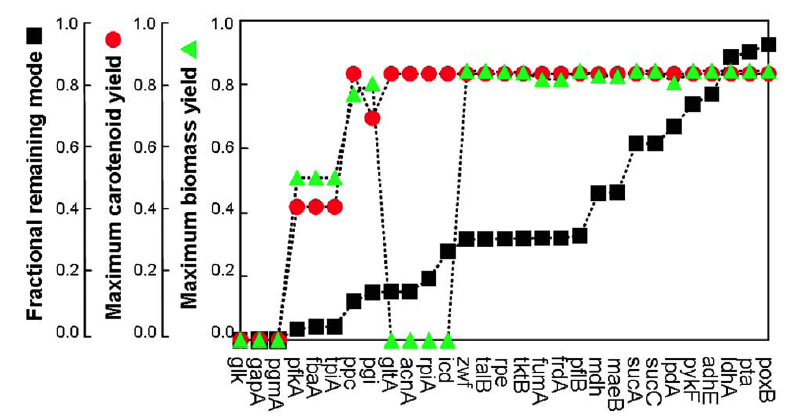 Fractional remaining mode
1.0
0.8
0.6
0.4
0.2
0.0
Maximum carotenoid yield
1.0
0.8
0.6
0.4
0.2
0.0
Maximum biomass yield
1.0
0.8
0.6
0.4
0.2
0.0
glk
gapA
pgmA
pfkA
fbaA
tpiA
ppc
pgi
gltA
acnA
rpiA
icd
zwf
talB
rpe
tktB
fumA
frdA
pflB
mdh
maeB
sucA
sucC
lpdA
pykF
adhE
ldhA
pta
poxB